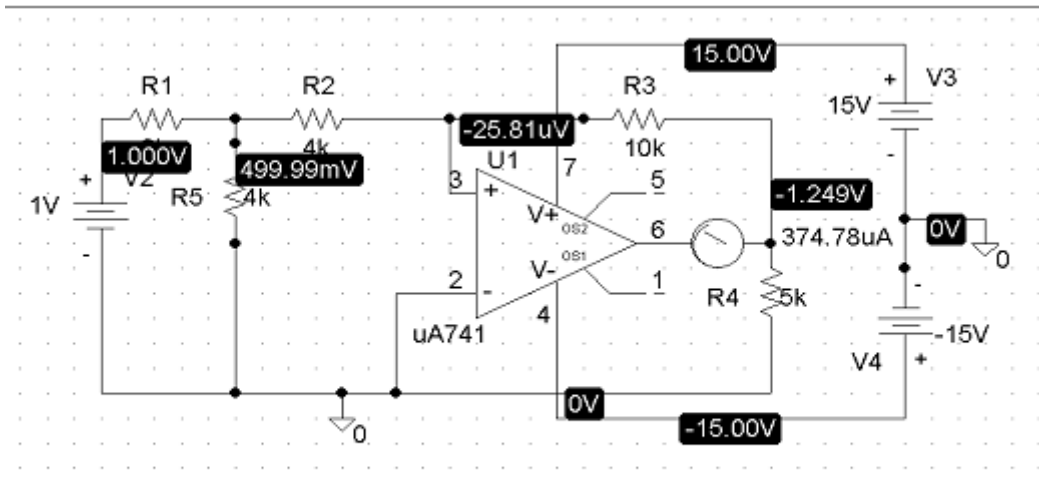 15.00V
R1
R2
R3
+
V3
15V
-25.81uV
1.000V
4k
10k
U1
7
-
V2
499.99mV
3
+
5
+
1V
R5
4k
V+
-1.249V
OS2
6
0V
374.78uA
-
OS1
0
2
-
V-
1
R4
5k
-
4
uA741
-15V
V4
+
0V
0
-15.00V